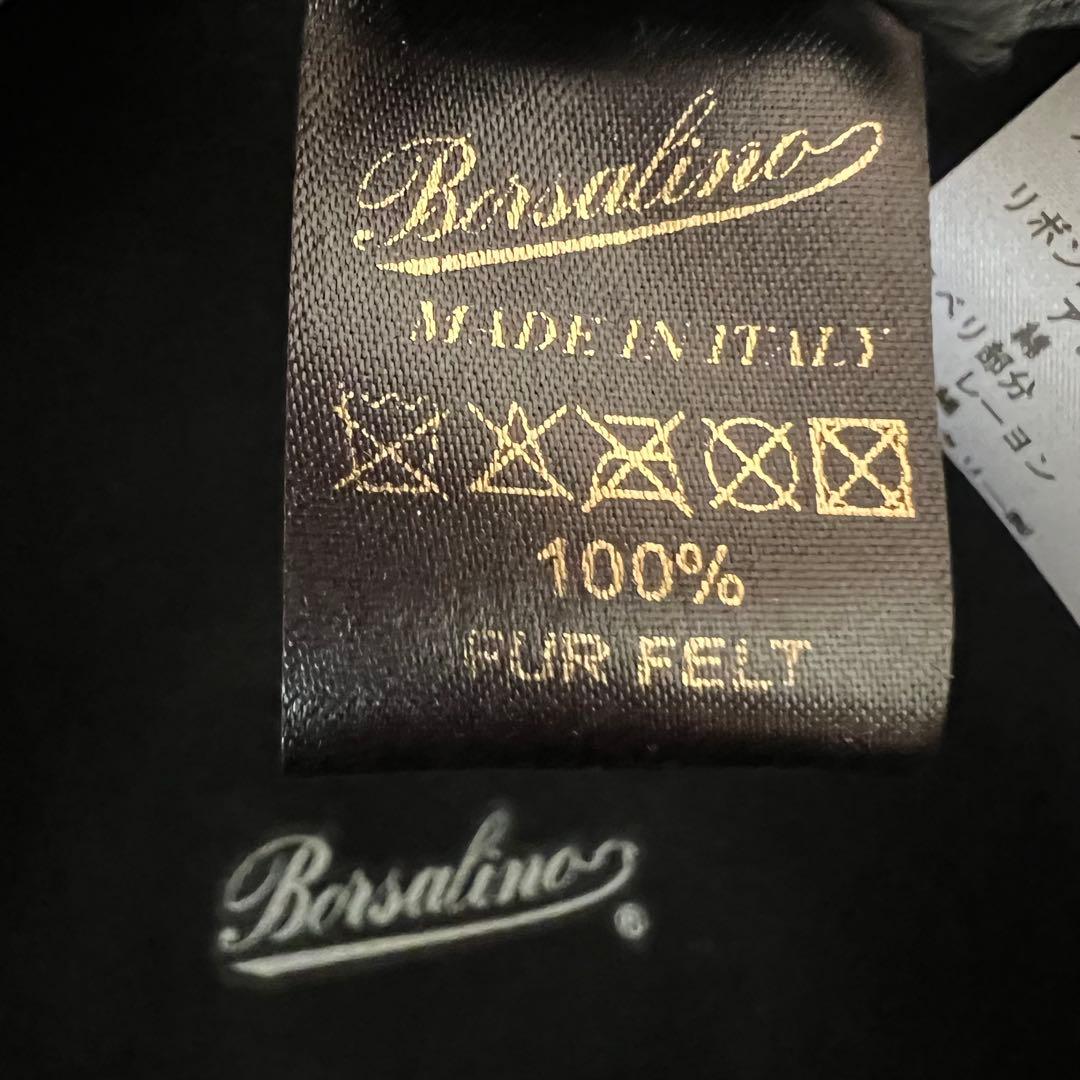 Borsalino
MADE IN ITALY
100%
FUR FELT
Borsalino®
リボン
綿
ベリ部分
レーヨン